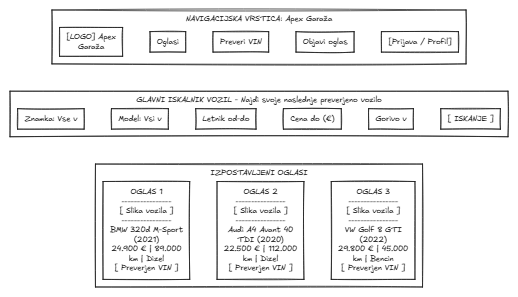 NAVIGACIJSKA VRSTICA: Apex Garaža
[LOGO] Apex
Garaža
Oglasi
Preveri VIN
Objavi oglas
[Prijava / Profil]
GLAVNI ISKALNIK VOZIL - Najdi svoje naslednje preverjeno vozilo
Znamka: Vse v
Model: Vsi v
Letnik od-do
Cena do (€)
Gorivo v
[ ISKANJE ]
IZPOSTAVLJENI OGLASI
OGLAS 1
--------------------
[ Slika vozila ]
--------------------
BMW 320d M-Sport
(2021)
24.900 € | 89.000
km | Dizel
[ Preverjen VIN ]
OGLAS 2
--------------------
[ Slika vozila ]
--------------------
Audi A4 Avant 40
TDI (2020)
22.500 € | 112.000
km | Dizel
[ Preverjen VIN ]
OGLAS 3
--------------------
[ Slika vozila ]
--------------------
VW Golf 8 GTI
(2022)
29.800 € | 45.000
km | Bencin
[ Preverjen VIN ]